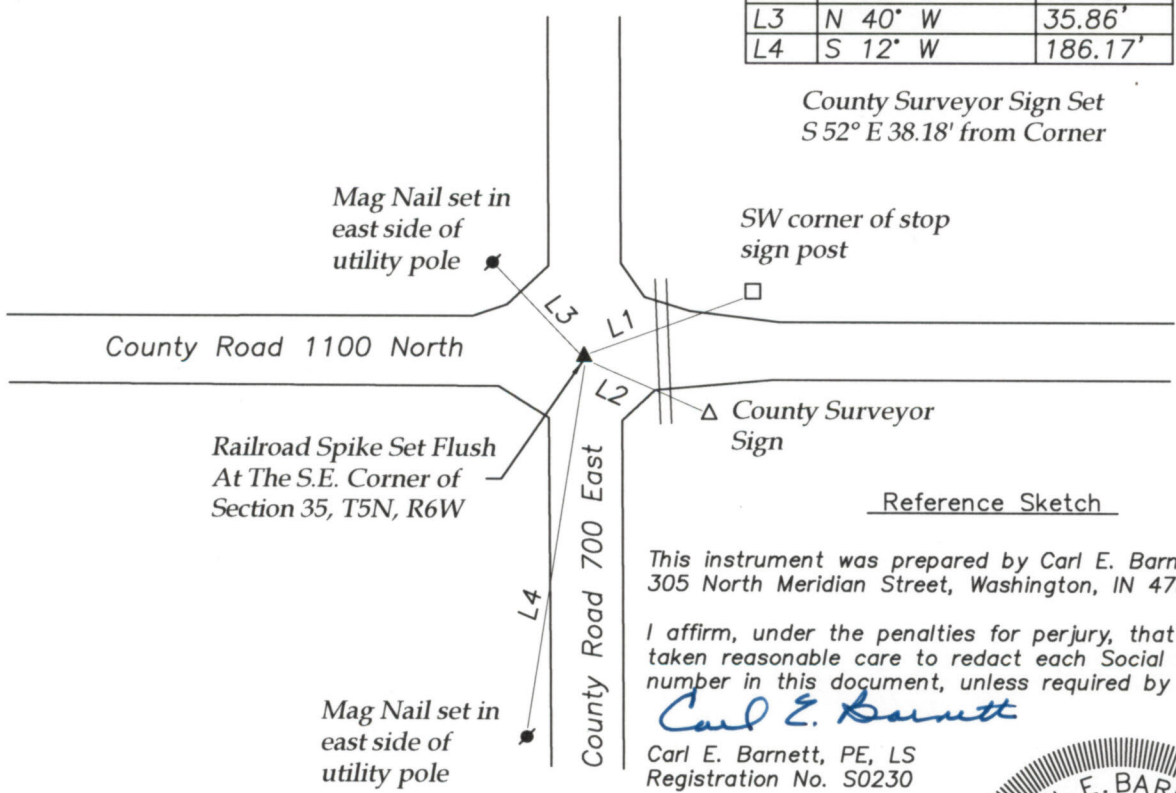 L3 N 40° W 35.86'
L4 S 12° W 186.17'
County Surveyor Sign Set
S 52° E 38.18' from Corner
Mag Nail set in
east side of
utility pole
SW corner of stop
sign post
L3
L1
County Road 1100 North
L2
County Surveyor
Sign
Railroad Spike Set Flush
At The S.E. Corner of
Section 35, T5N, R6W
County Road 700 East
L4
Reference Sketch
This instrument was prepared by Carl E. Barn
305 North Meridian Street, Washington, IN 47
I affirm, under the penalties for perjury, that
taken reasonable care to redact each Social
number in this document, unless required by
Carl E. Barnett
Mag Nail set in
east side of
utility pole
Carl E. Barnett, PE, LS
Registration No. S0230
E. BAR